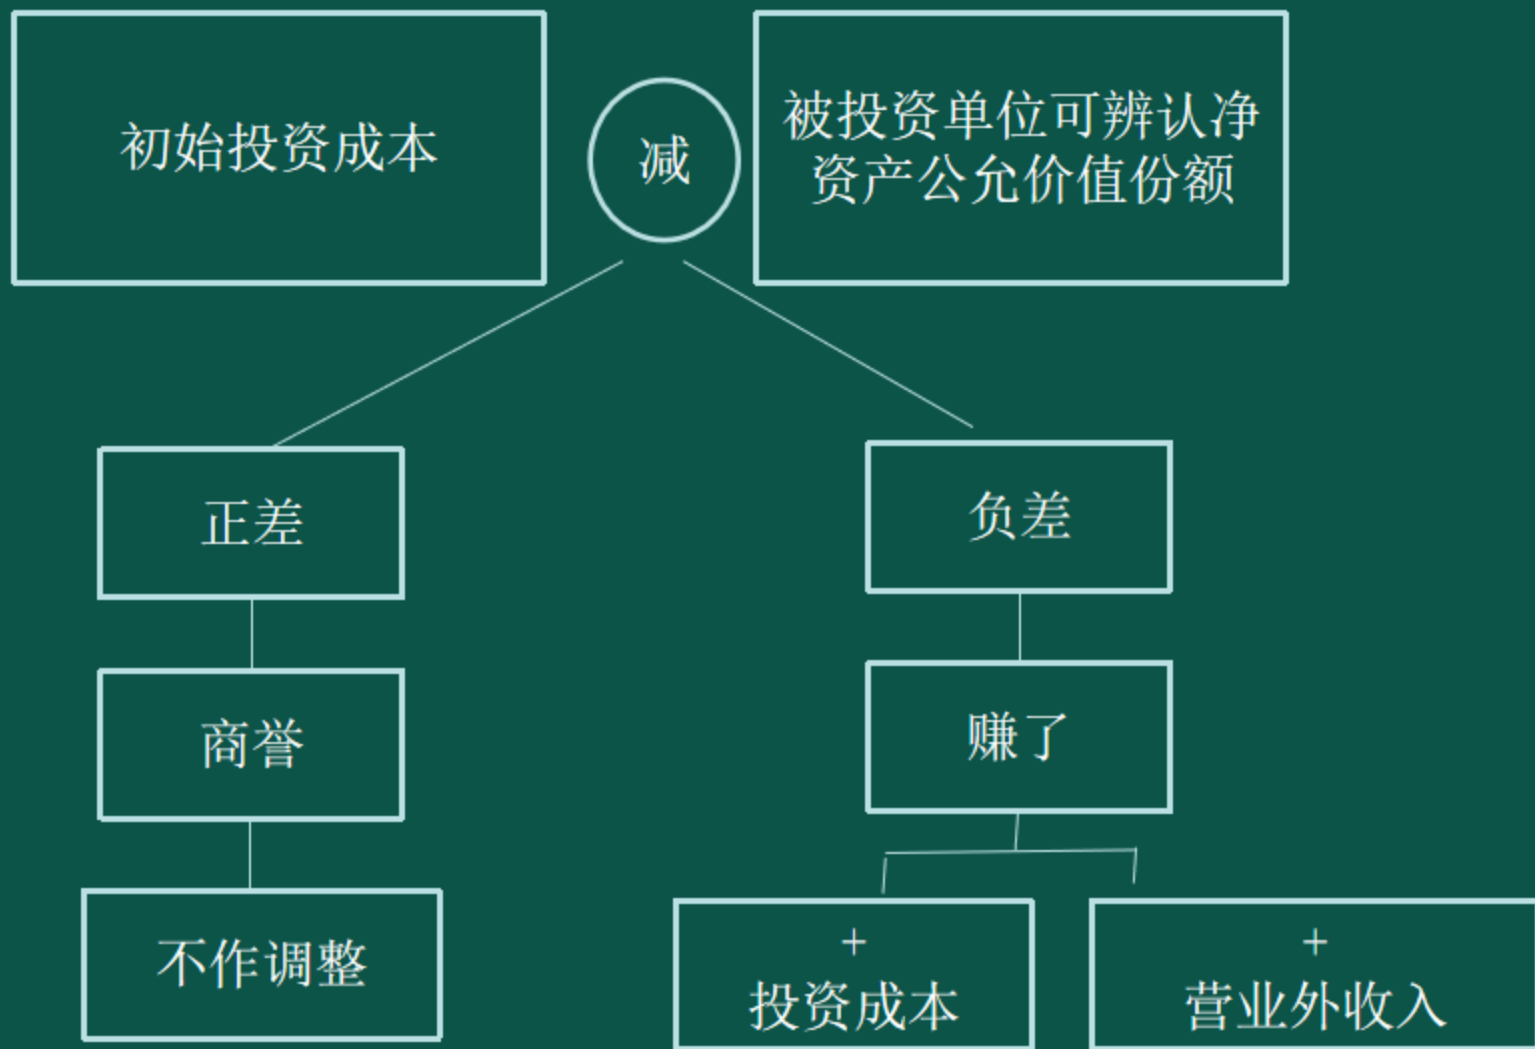 初始投资成本
减
被投资单位可辨认净
资产公允价值份额
正差
负差
商誉
赚了
不作调整
+
投资成本
+
营业外收入